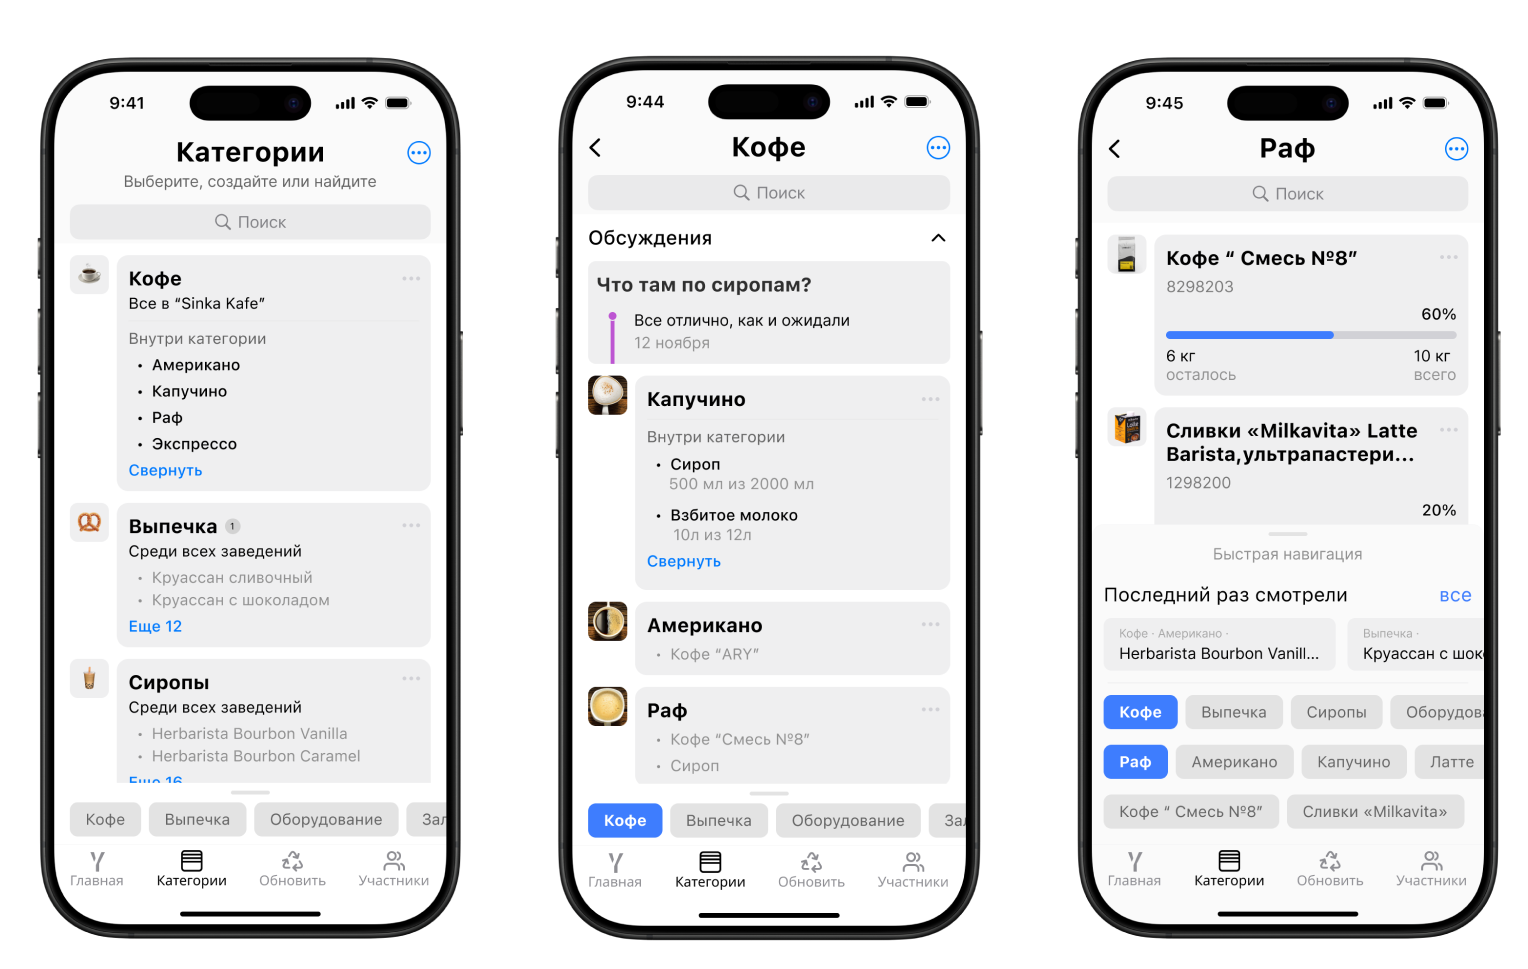 9:41
Категории
Выберите, создайте или найдите
Поиск
Кофе
Все в “Sinka Kafe”
Внутри категории
• Американо
• Капучино
• Раф
• Экспрессо
Свернуть
Выпечка 1
Среди всех заведений
• Круассан сливочный
• Круассан с шоколадом
Еще 12
Сиропы
Среди всех заведений
• Herbarista Bourbon Vanilla
• Herbarista Bourbon Caramel
Еще 16
Кофе Выпечка Оборудование Зал
Главная Категории Обновить Участники
9:44
Кофе
Поиск
Обсуждения
Что там по сиропам?
Все отлично, как и ожидали
12 ноября
Капучино
Внутри категории
• Сироп
500 мл из 2000 мл
• Взбитое молоко
10л из 12л
Свернуть
Американо
• Кофе “ARY”
Раф
• Кофе “Смесь №8”
• Сироп
Кофе Выпечка Оборудование Зал
Главная Категории Обновить Участники
9:45
Раф
Поиск
Кофе “ Смесь №8”
8298203
60%
6 кг 10 кг
осталось всего
Сливки «Milkavita» Latte
Barista,ультрапастери...
1298200
20%
Быстрая навигация
Последний раз смотрели все
Кофе · Американо ·
Herbarista Bourbon Vanill...
Выпечка ·
Круассан с шок
Кофе Выпечка Сиропы Оборудова
Раф Американо Капучино Латте
Кофе “ Смесь №8” Сливки «Milkavita»
Главная Категории Обновить Участники